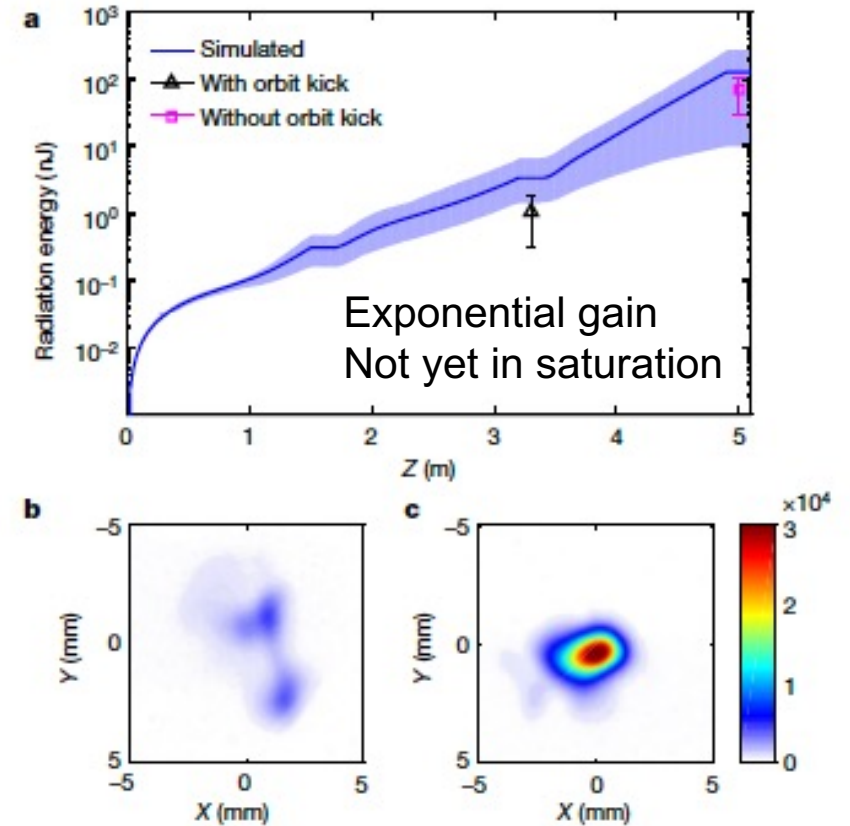 a
10³
10²
10¹
10⁰
10⁻¹
10⁻²
Radiation energy (nJ)
Simulated
With orbit kick
Without orbit kick
Exponential gain
Not yet in saturation
0 1 2 3 4 5
Z (m)
b
−5
0
5
Y (mm)
−5 0 5
X (mm)
c
−5
0
5
Y (mm)
−5 0 5
X (mm)
×10⁴
3
2
1
0